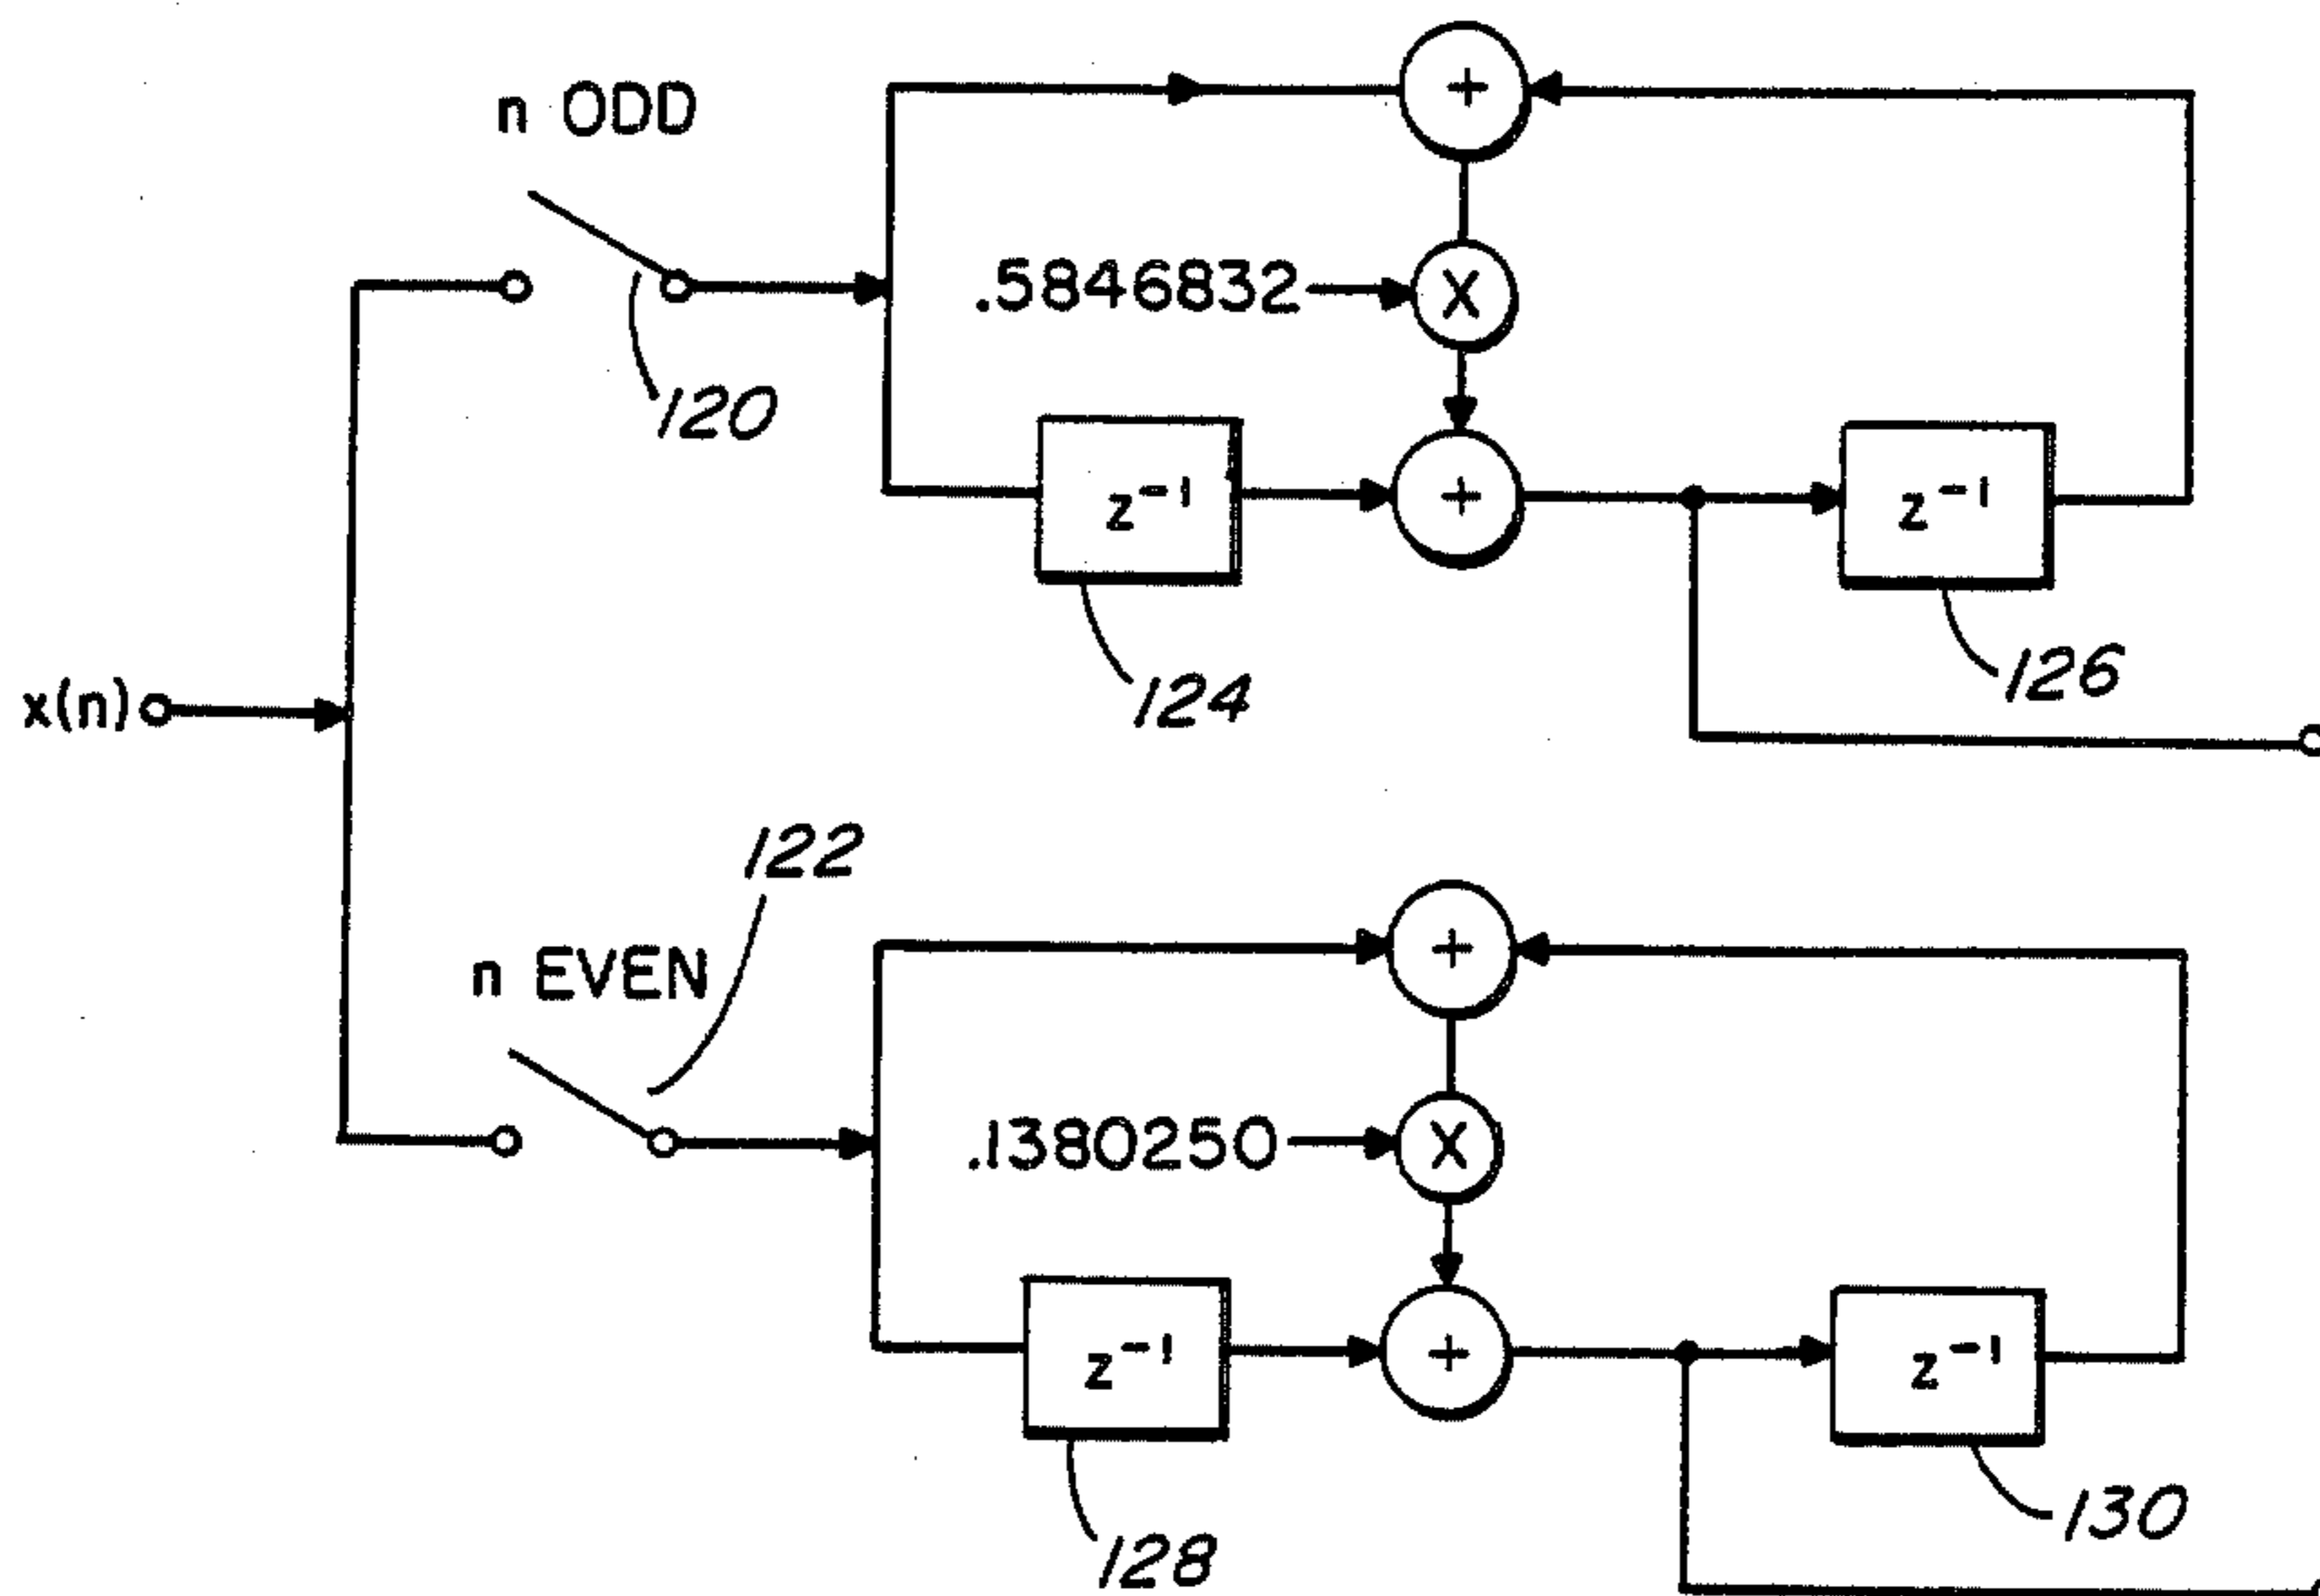 n ODD
+
.5846832
X
120
z⁻¹
+
z⁻¹
124
126
x(n)
122
n EVEN
+
.1380250
X
z⁻¹
+
z⁻¹
128
130